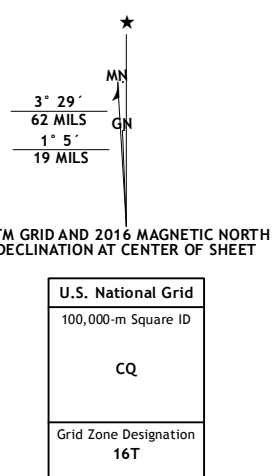 ★
MN
3° 29´
62 MILS
GN
1° 5´
19 MILS
TM GRID AND 2016 MAGNETIC NORTH
DECLINATION AT CENTER OF SHEET
U.S. National Grid
100,000-m Square ID
CQ
Grid Zone Designation
16T